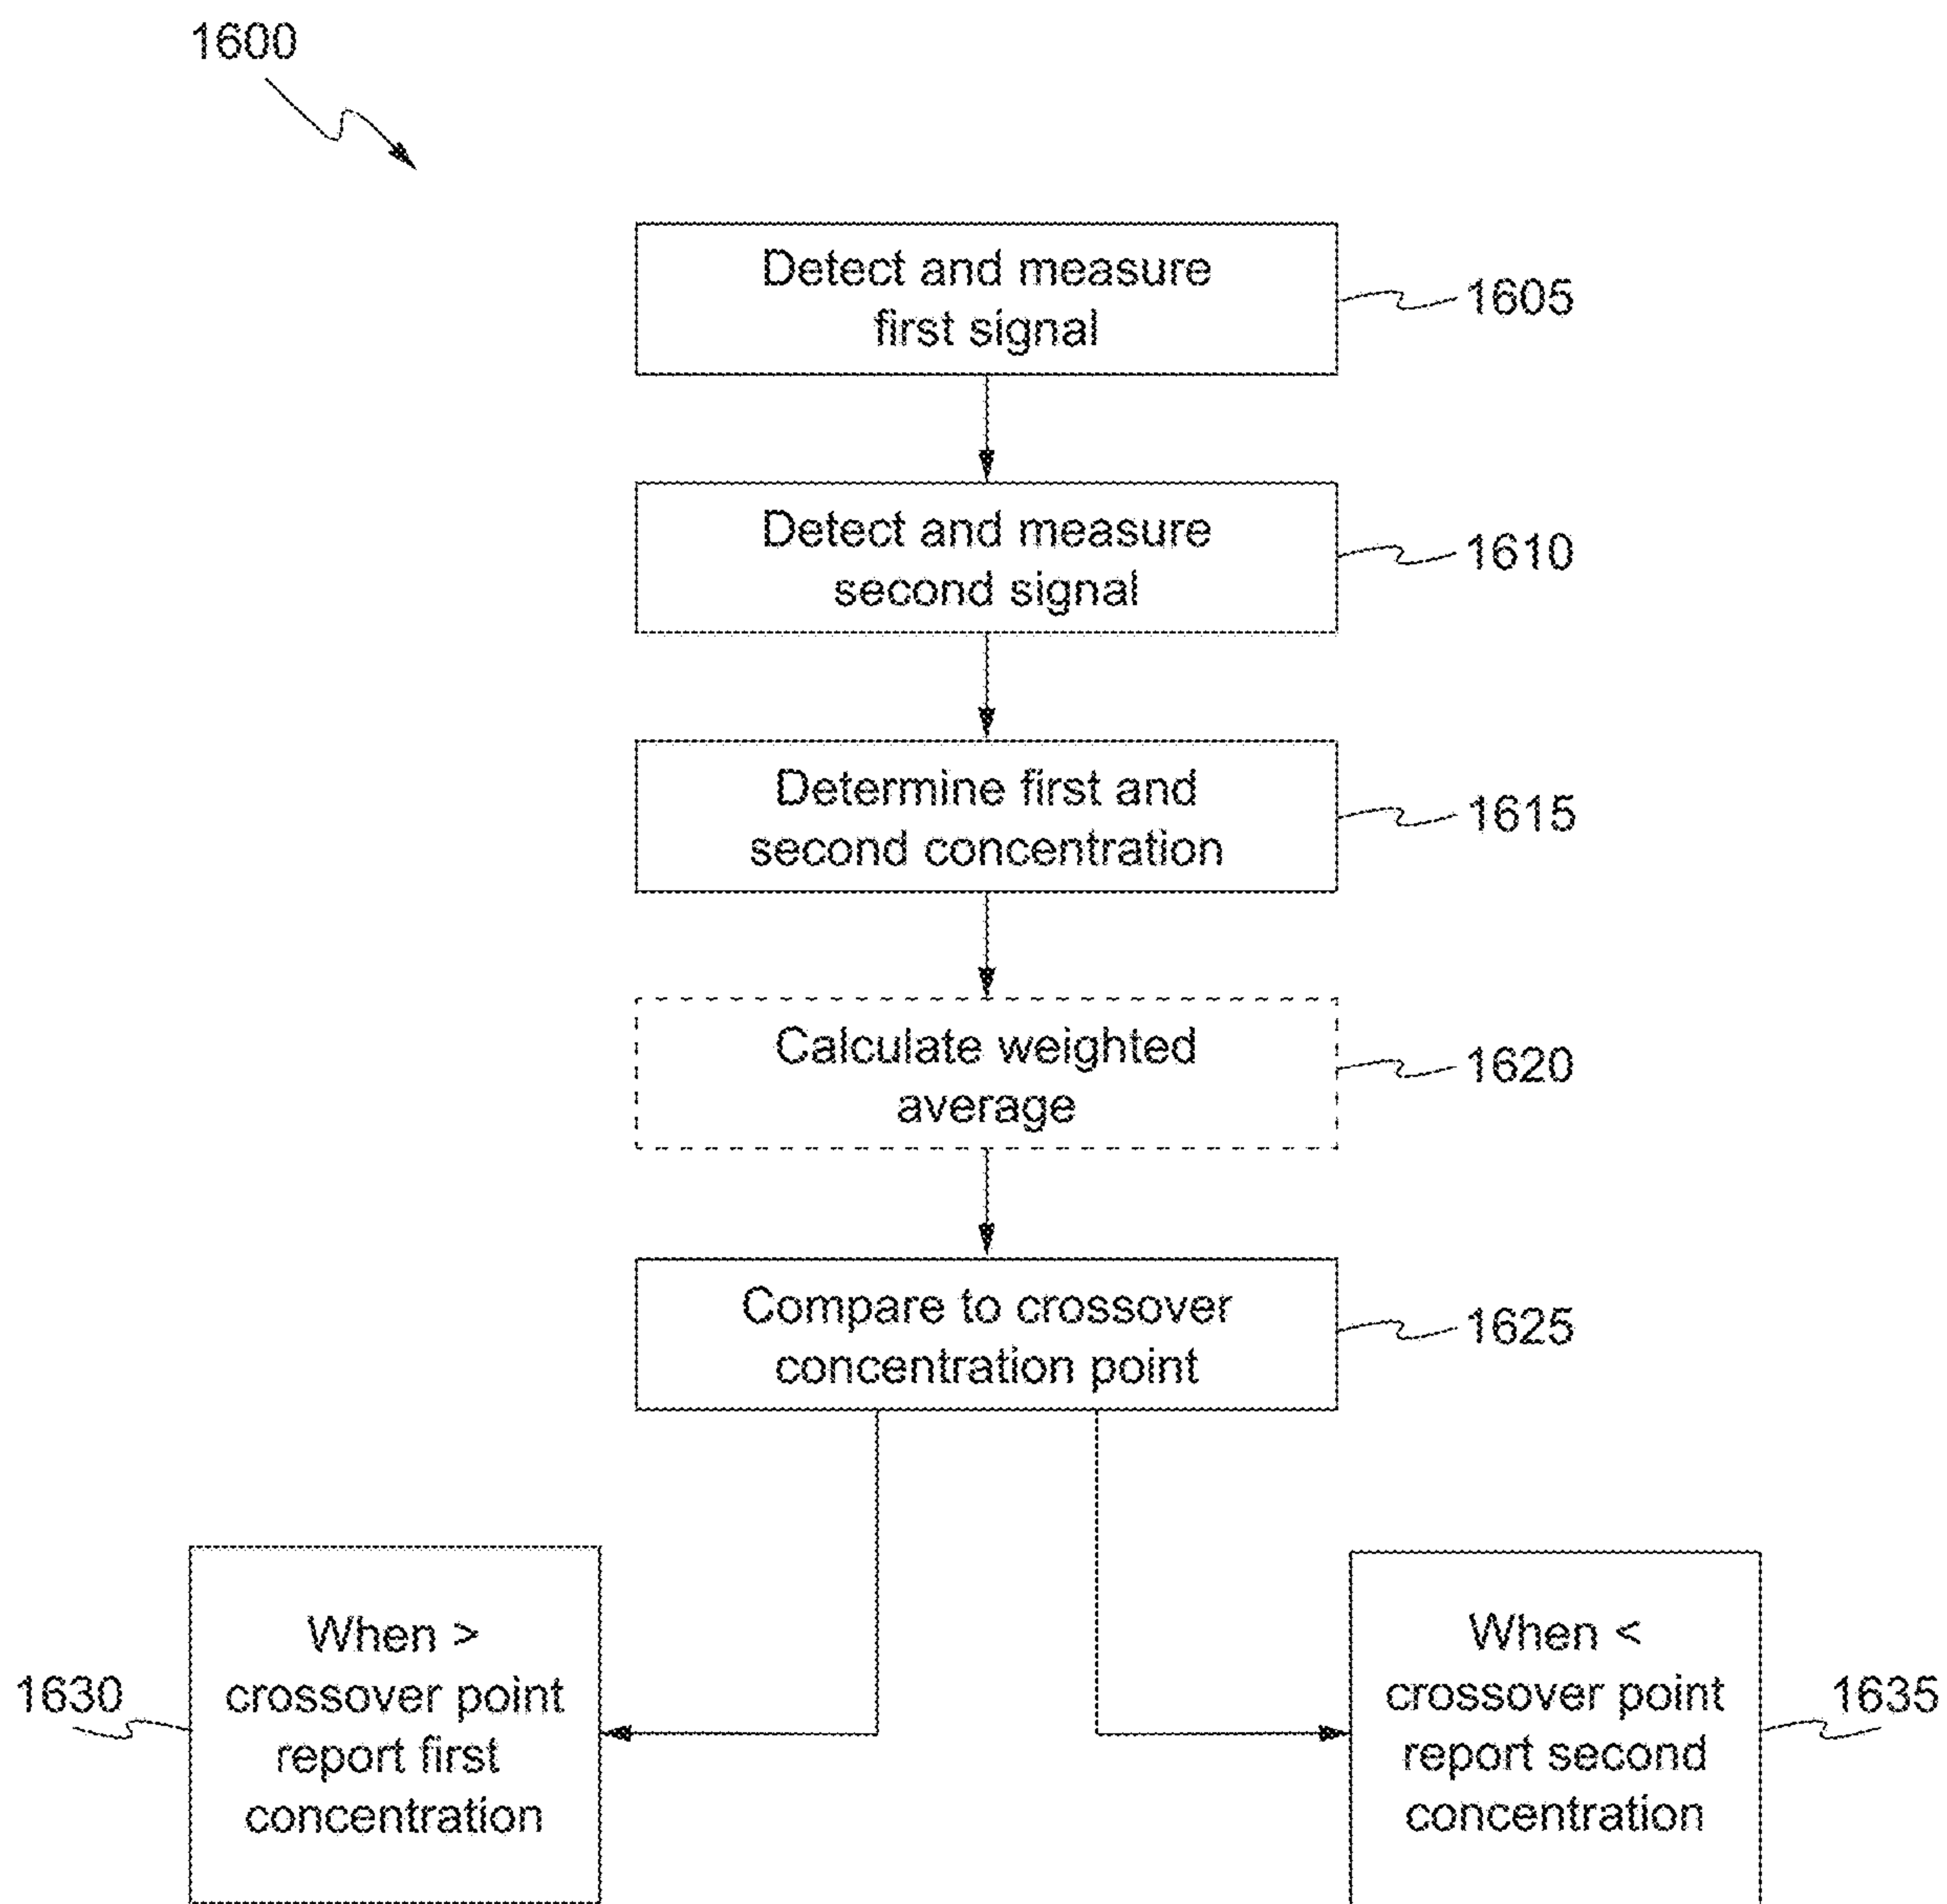 1600
Detect and measure
first signal
1605
Detect and measure
second signal
1610
Determine first and
second concentration
1615
Calculate weighted
average
1620
Compare to crossover
concentration point
1625
1630
When >
crossover point
report first
concentration
When <
crossover point
report second
concentration
1635